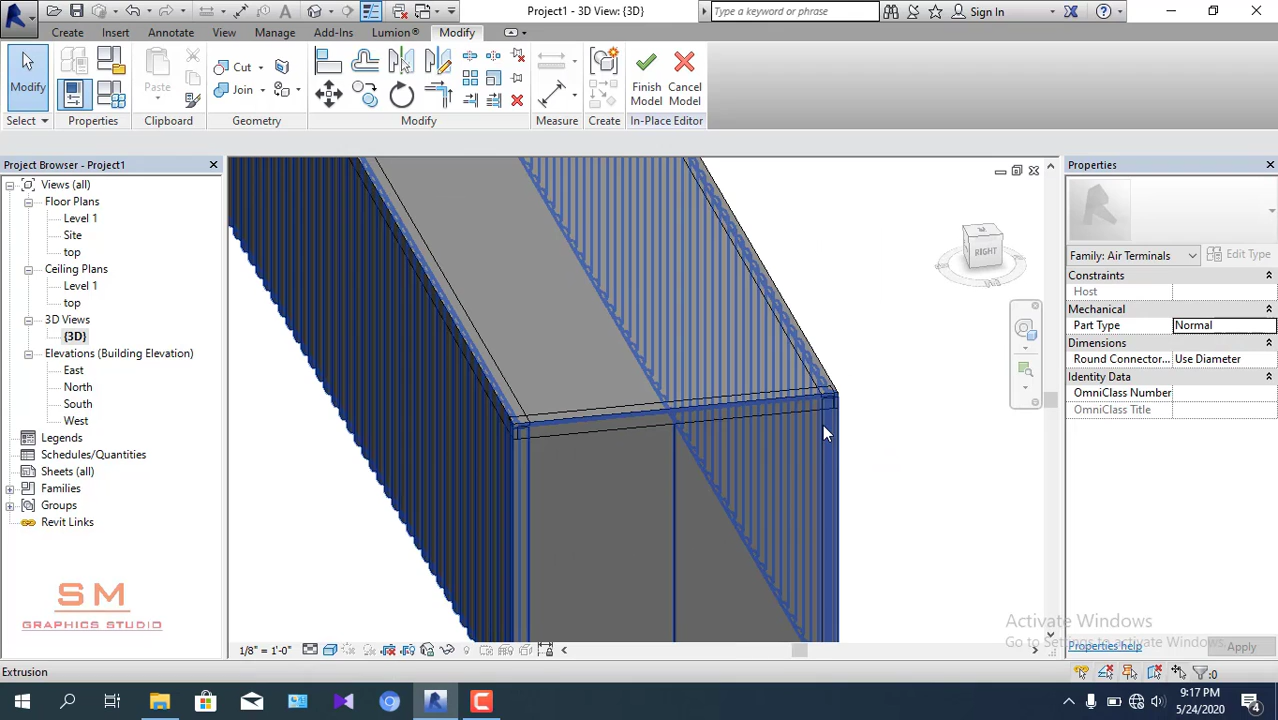 Project1 - 3D View: {3D}
Type a keyword or phrase
Sign In
Create
Insert
Annotate
View
Manage
Add-Ins
Lumion®
Modify
Modify
Select
Properties
Paste
Clipboard
Cut
Join
Geometry
Modify
Measure
Create
Finish Model
Cancel Model
In-Place Editor
Project Browser - Project1
Views (all)
Floor Plans
Level 1
Site
top
Ceiling Plans
Level 1
top
3D Views
{3D}
Elevations (Building Elevation)
East
North
South
West
Legends
Schedules/Quantities
Sheets (all)
Families
Groups
Revit Links
SM
GRAPHICS STUDIO
RIGHT
Properties
Family: Air Terminals
Edit Type
Constraints
Host
Mechanical
Part Type Normal
Dimensions
Round Connector... Use Diameter
Identity Data
OmniClass Number
OmniClass Title
Activate Windows
Go to Settings to activate Windows.
Properties help
Apply
1/8" = 1'-0"
Extrusion
:0
9:17 PM
5/24/2020
4